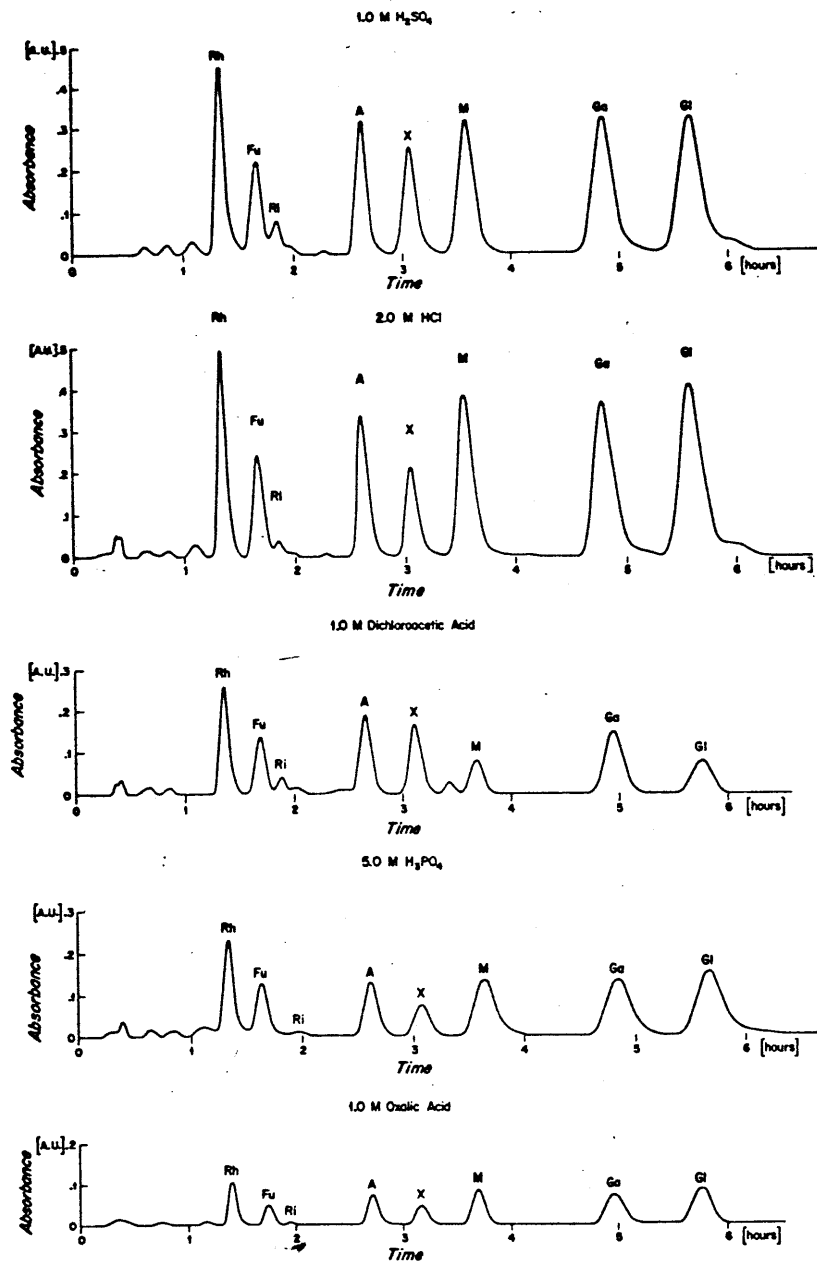 1.0 M H₂SO₄
[A.U.] .5
.4
.3
.2
.1
0
Absorbance
Rh
Fu
Ri
A
X
M
Ga
Gl
0 1 2 3 4 5 6 [hours]
Time
2.0 M HCl
[A.U.] .5
.4
.3
.2
.1
0
Absorbance
Rh
Fu
Ri
A
X
M
Ga
Gl
0 1 2 3 4 5 6 [hours]
Time
1.0 M Dichloroacetic Acid
[A.U.] .3
.2
.1
0
Absorbance
Rh
Fu
Ri
A
X
M
Ga
Gl
1 2 3 4 5 6 [hours]
Time
5.0 M H₃PO₄
[A.U.] .3
.2
.1
0
Absorbance
Rh
Fu
Ri
A
X
M
Ga
Gl
0 1 2 3 4 5 6 [hours]
Time
1.0 M Oxalic Acid
[A.U.] .2
.1
0
Absorbance
Rh
Fu
Ri
A
X
M
Ga
Gl
0 1 2 3 4 5 6 [hours]
Time